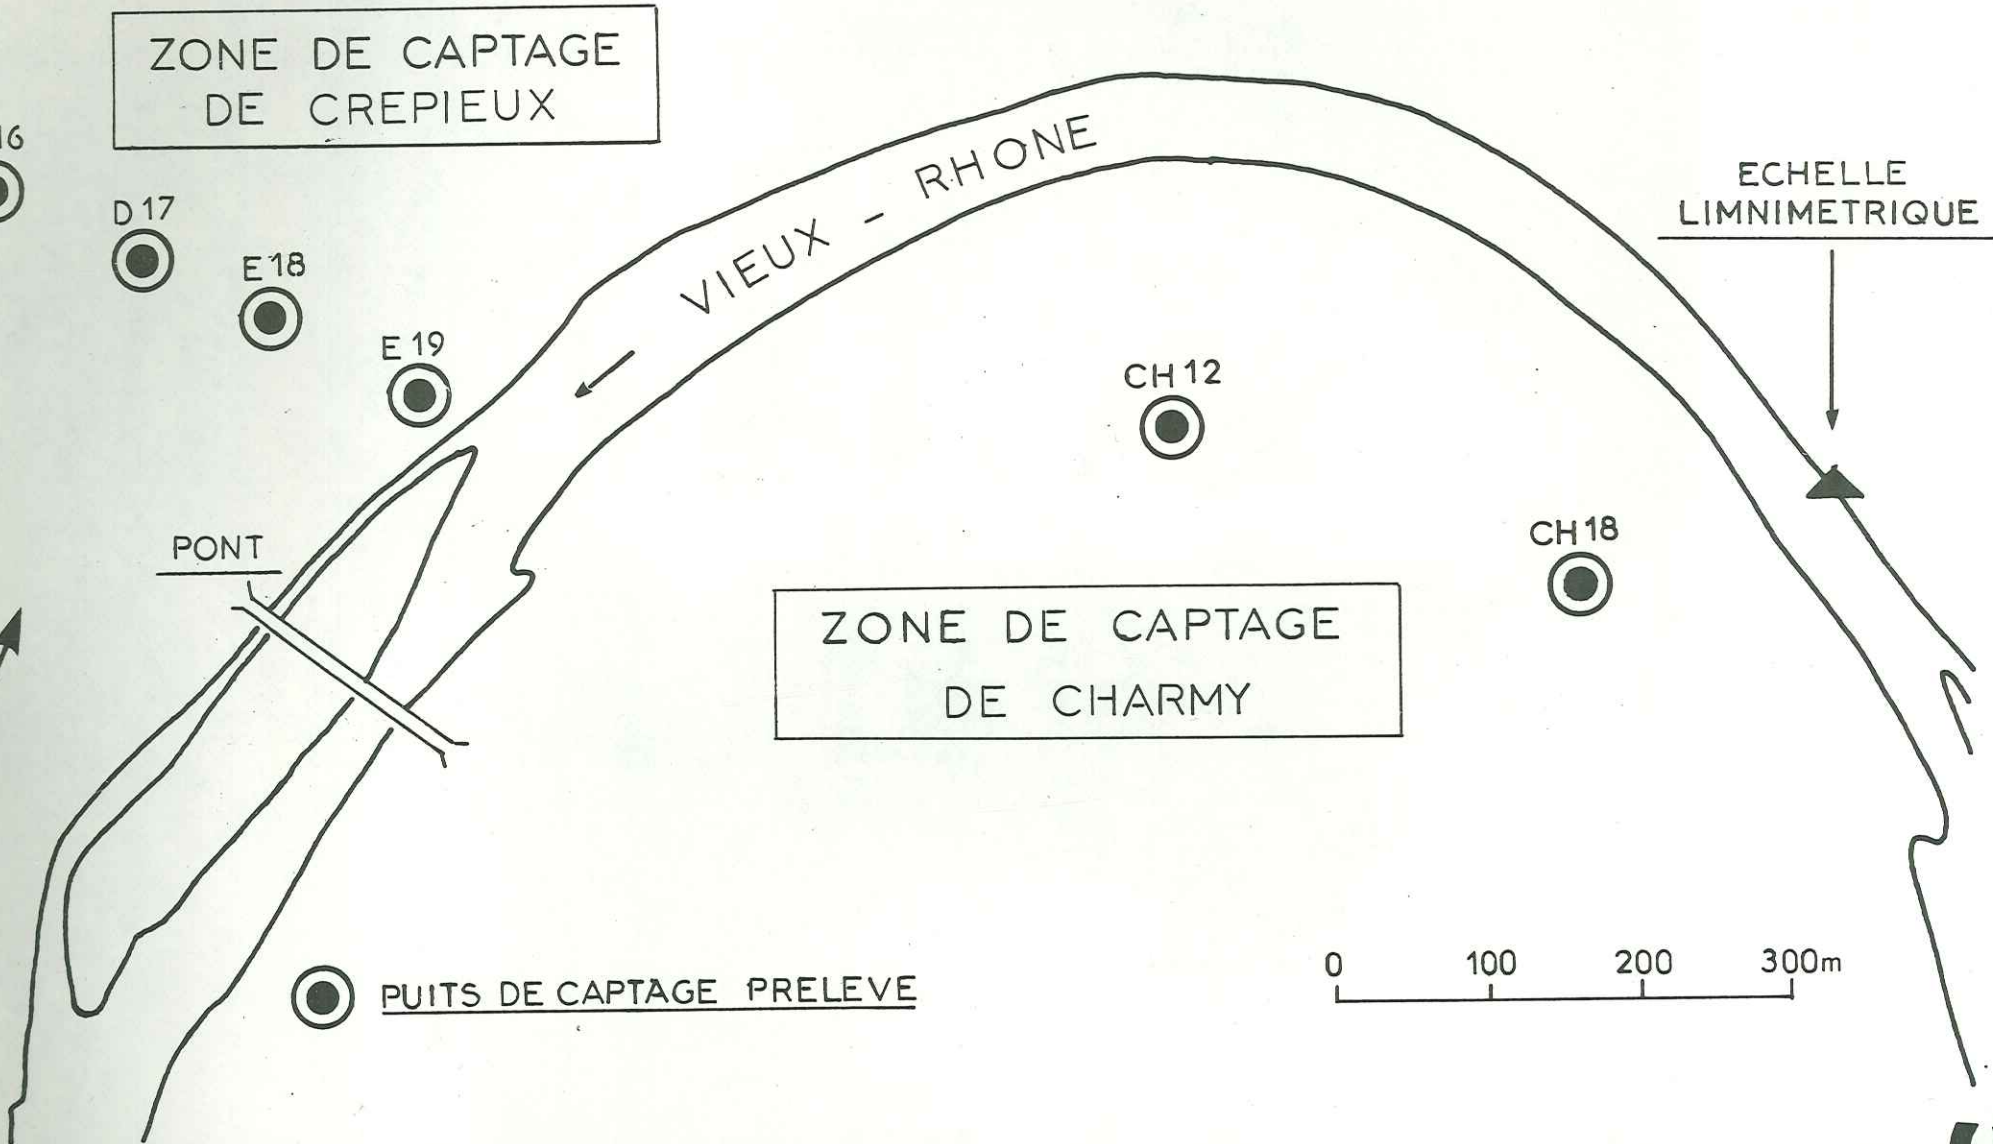 ZONE DE CAPTAGE
DE CREPIEUX
16
D 17
E 18
E 19
VIEUX - RHONE
ECHELLE
LIMNIMETRIQUE
CH 12
CH 18
PONT
ZONE DE CAPTAGE
DE CHARMY
PUITS DE CAPTAGE PRELEVE
0 100 200 300m